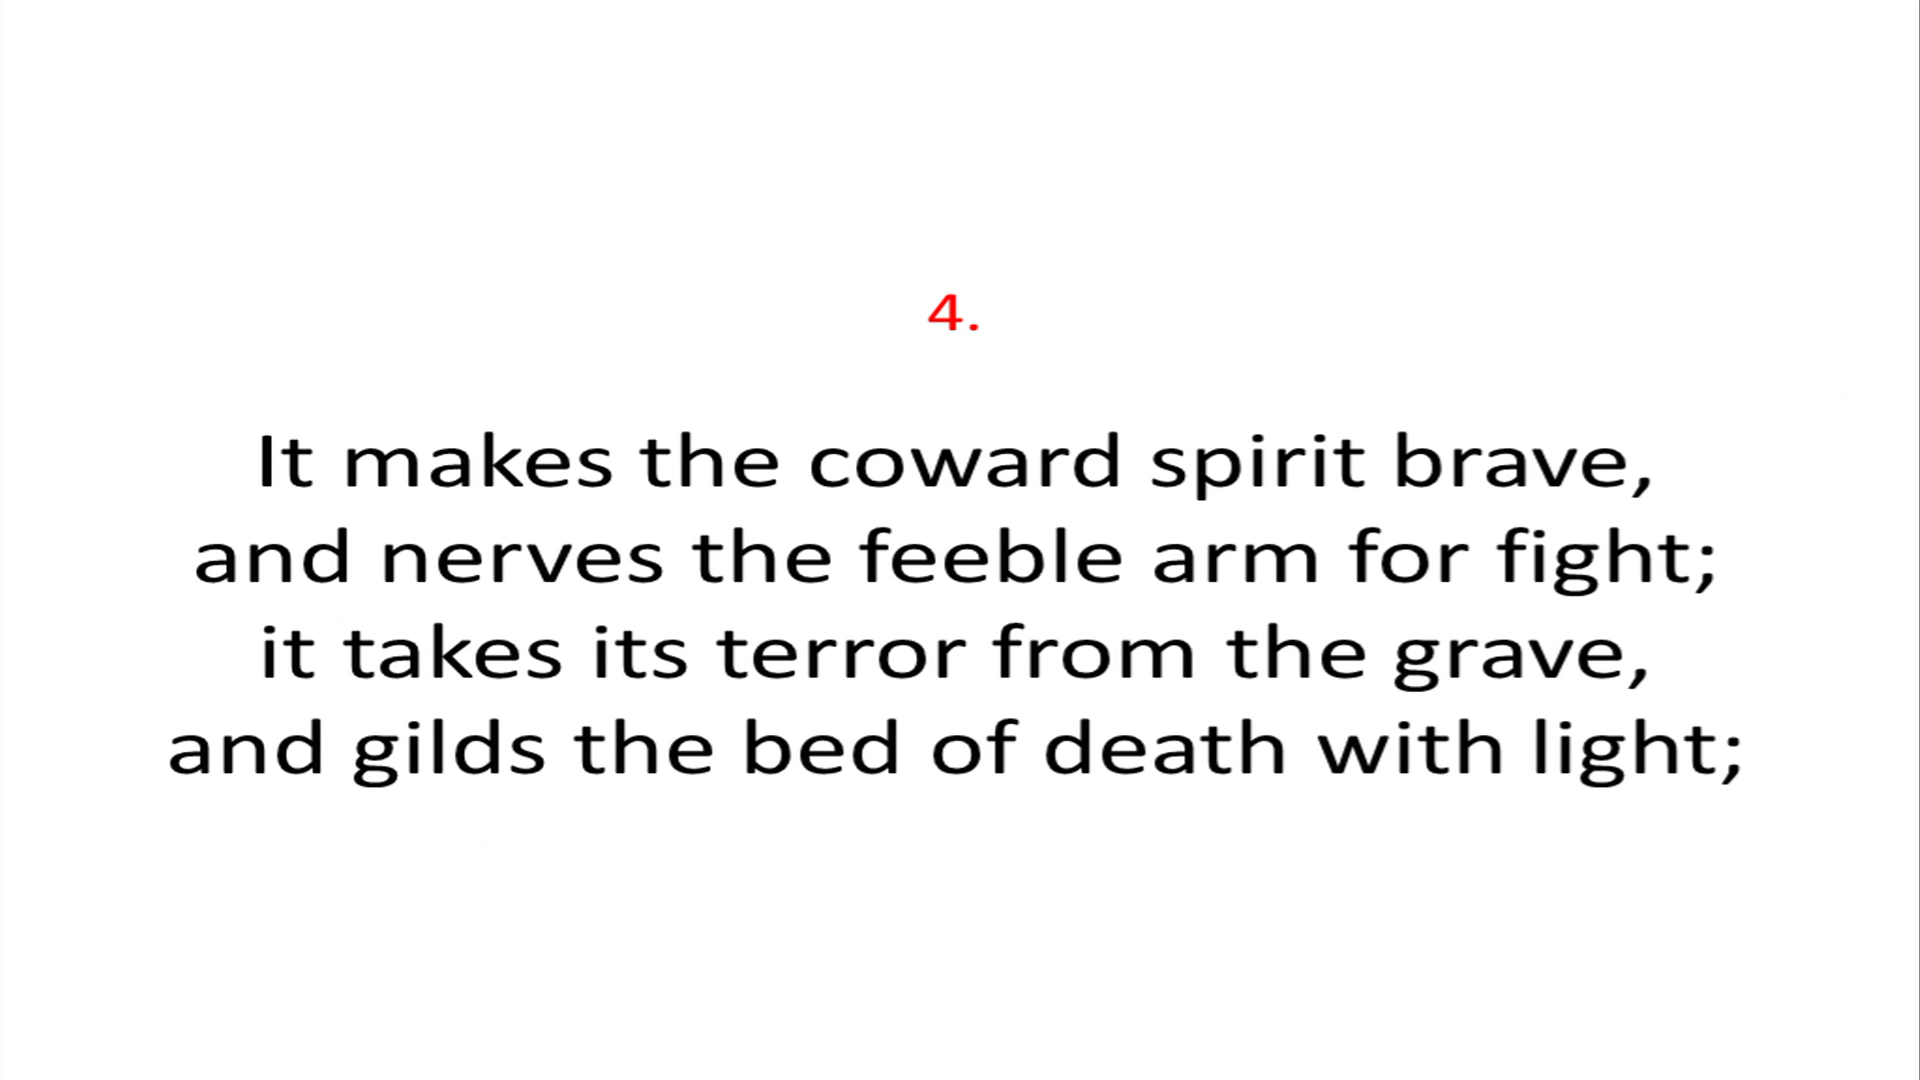 4.
It makes the coward spirit brave,
and nerves the feeble arm for fight;
it takes its terror from the grave,
and gilds the bed of death with light;